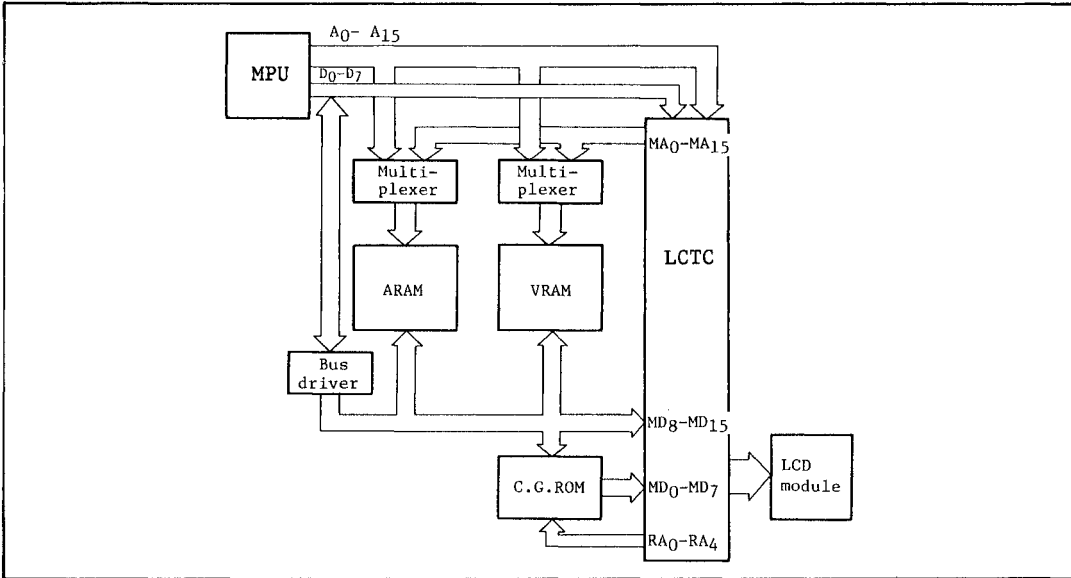 A0- A15
MPU
D0-D7
MA0-MA15
Multi-
plexer
Multi-
plexer
LCTC
ARAM
VRAM
Bus
driver
MD8-MD15
LCD
module
C.G.ROM
MD0-MD7
RA0-RA4